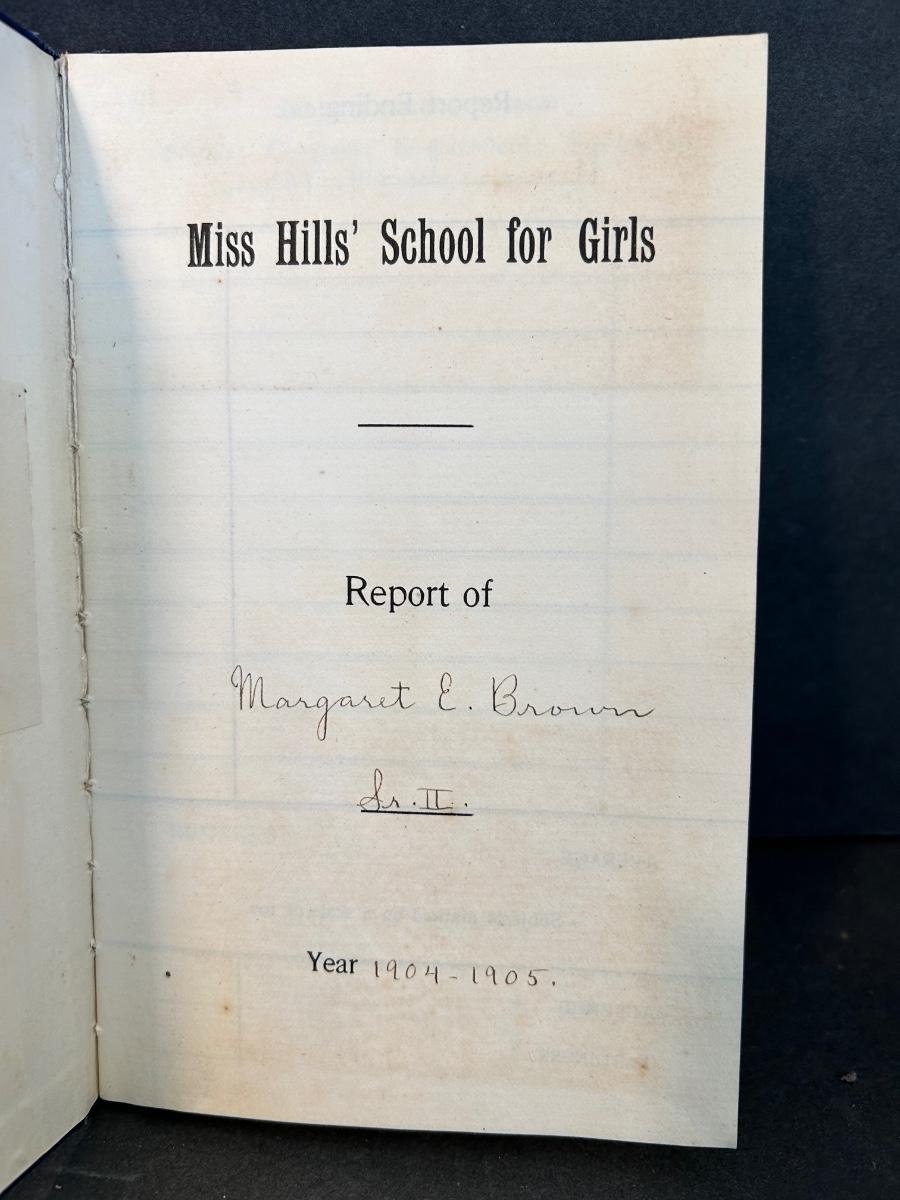 Miss Hills' School for Girls
Report of
Margaret E. Brown
Sr. II.
Year 1904-1905.